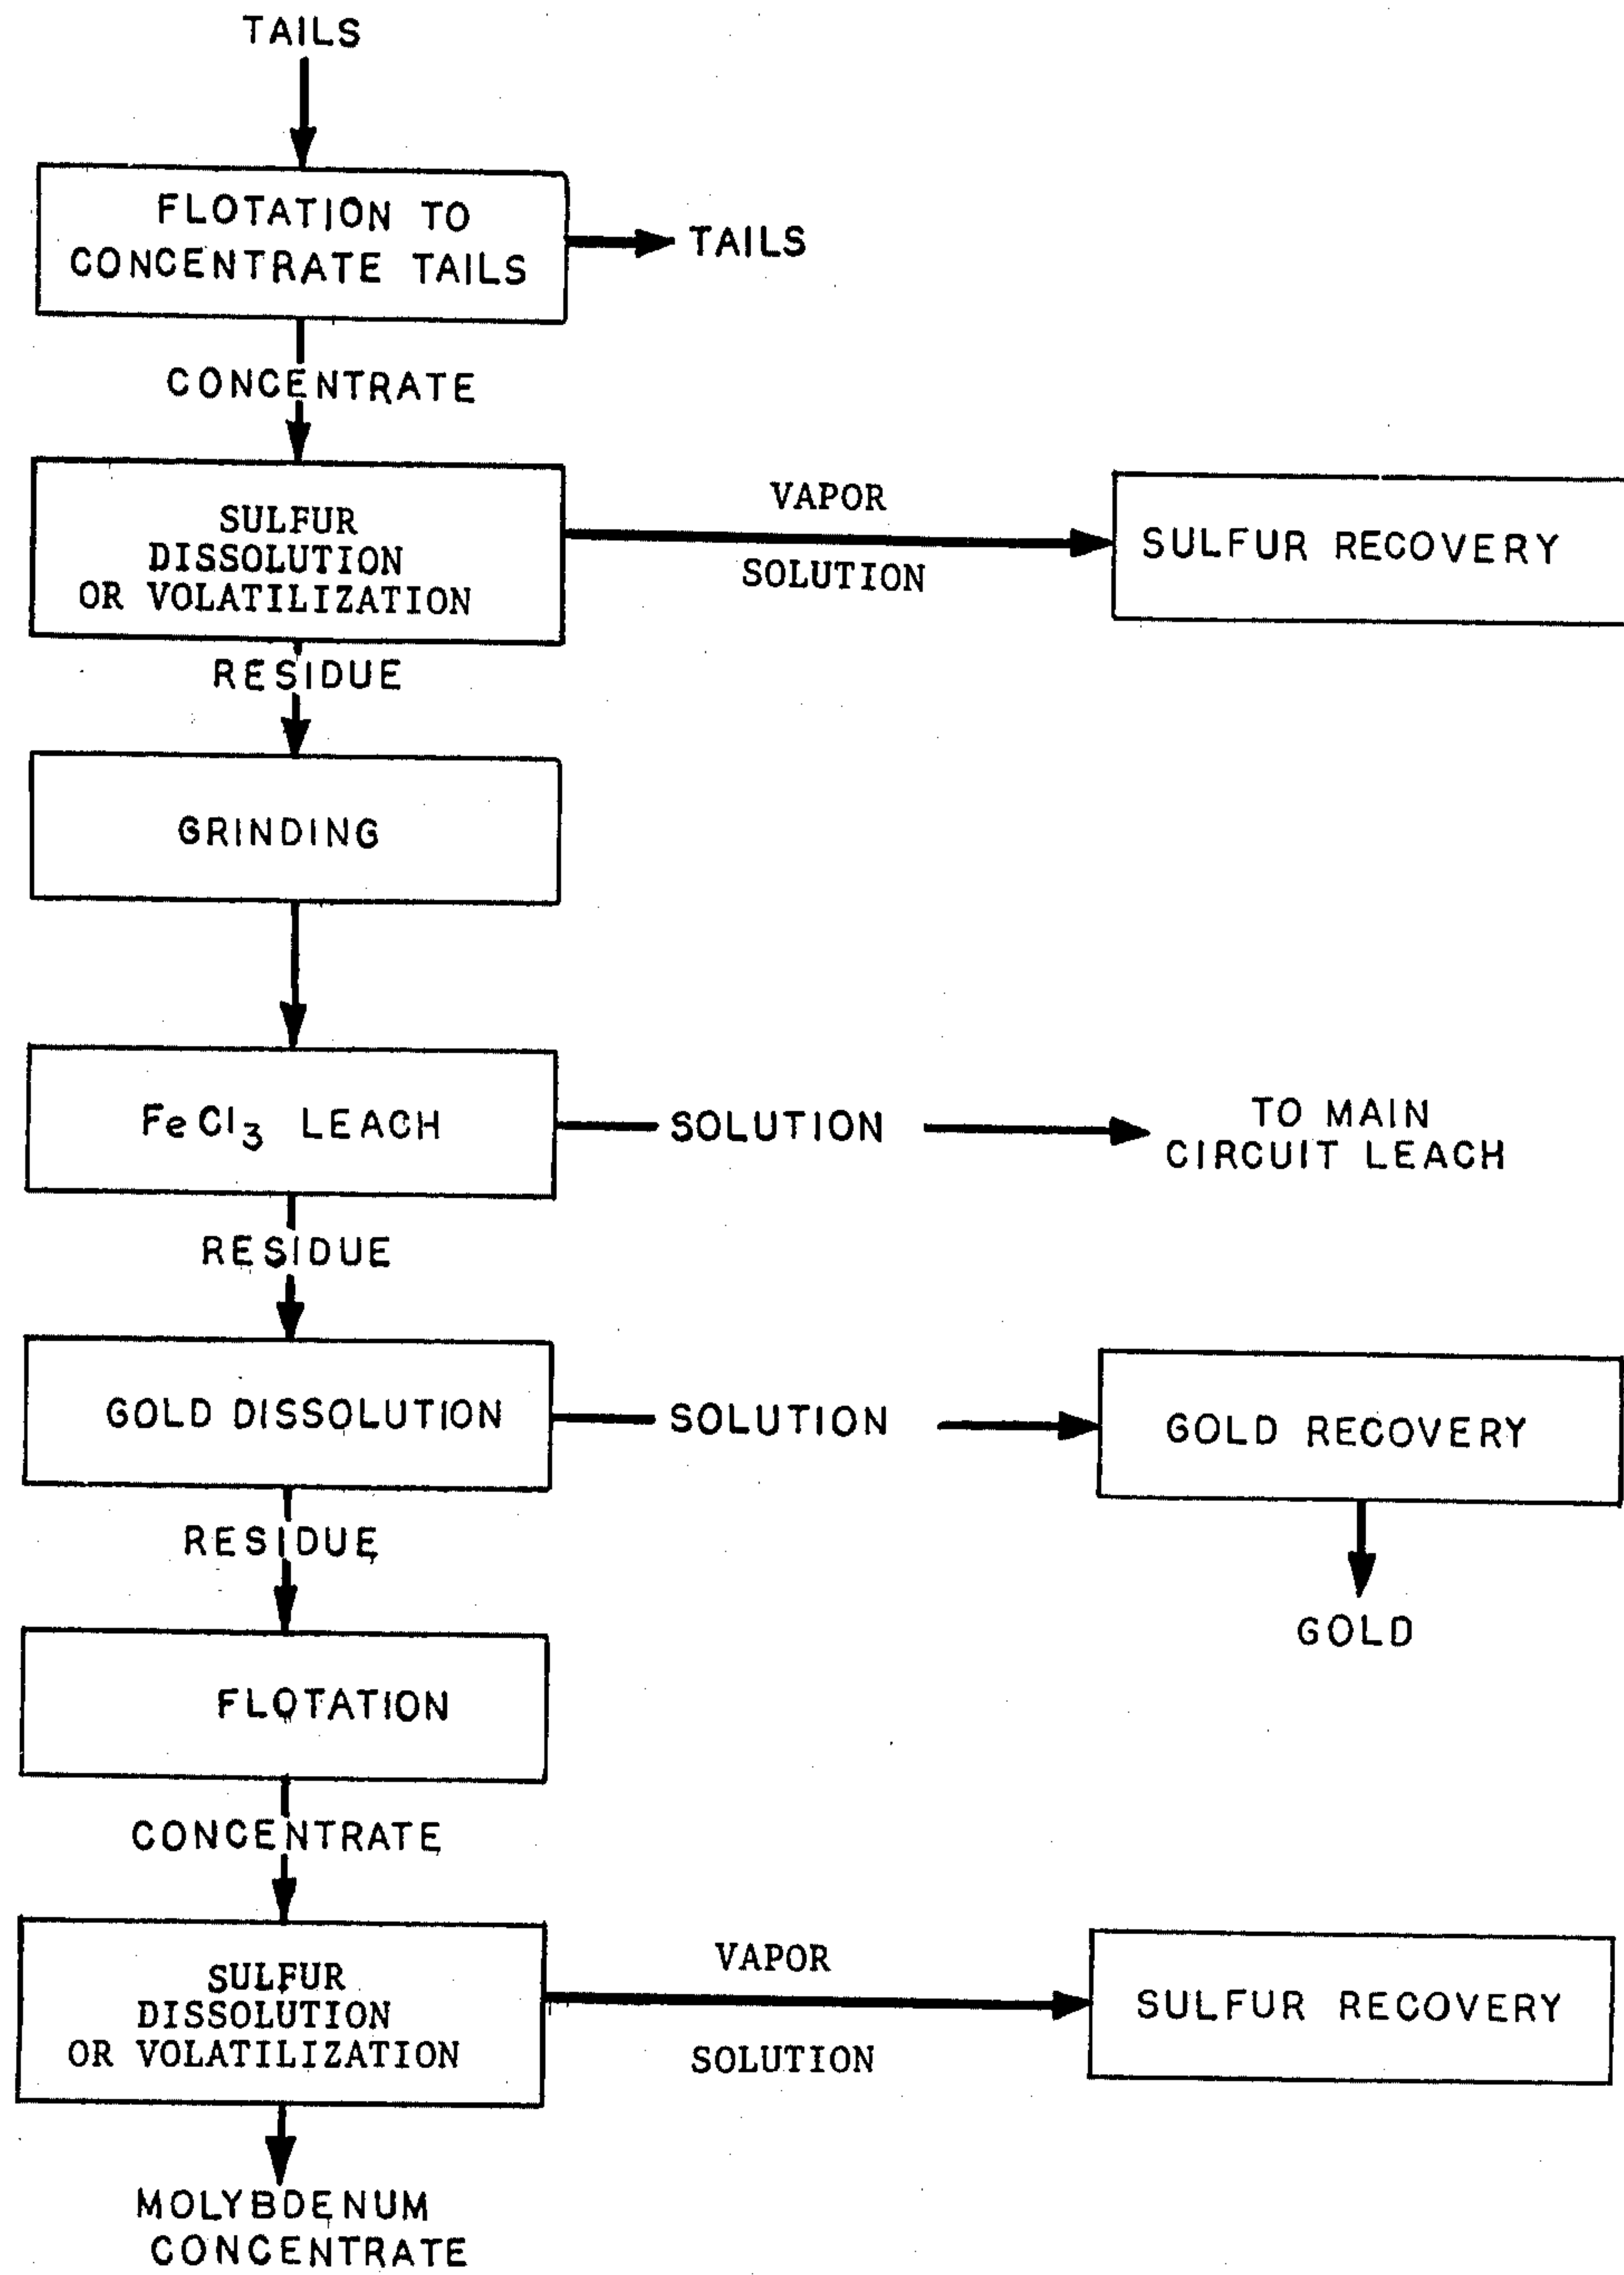 TAILS
FLOTATION TO
CONCENTRATE TAILS
TAILS
CONCENTRATE
SULFUR
DISSOLUTION
OR VOLATILIZATION
VAPOR
SOLUTION
SULFUR RECOVERY
RESIDUE
GRINDING
FeCl₃ LEACH
SOLUTION
TO MAIN
CIRCUIT LEACH
RESIDUE
GOLD DISSOLUTION
SOLUTION
GOLD RECOVERY
RESIDUE
GOLD
FLOTATION
CONCENTRATE
SULFUR
DISSOLUTION
OR VOLATILIZATION
VAPOR
SOLUTION
SULFUR RECOVERY
MOLYBDENUM
CONCENTRATE